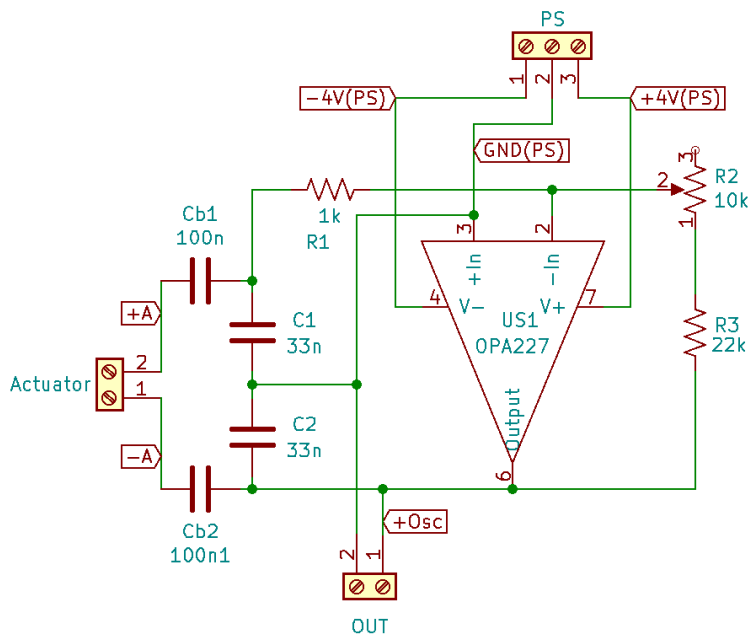 PS
1 2 3
-4V(PS)
+4V(PS)
GND(PS)
3
2
R2
10k
1
1k
R1
Cb1
100n
3
2
+In
-In
4
V-
V+
7
US1
OPA227
Output
6
+A
C1
33n
R3
22k
Actuator
2
1
C2
33n
-A
Cb2
100n1
+Osc
2
1
OUT